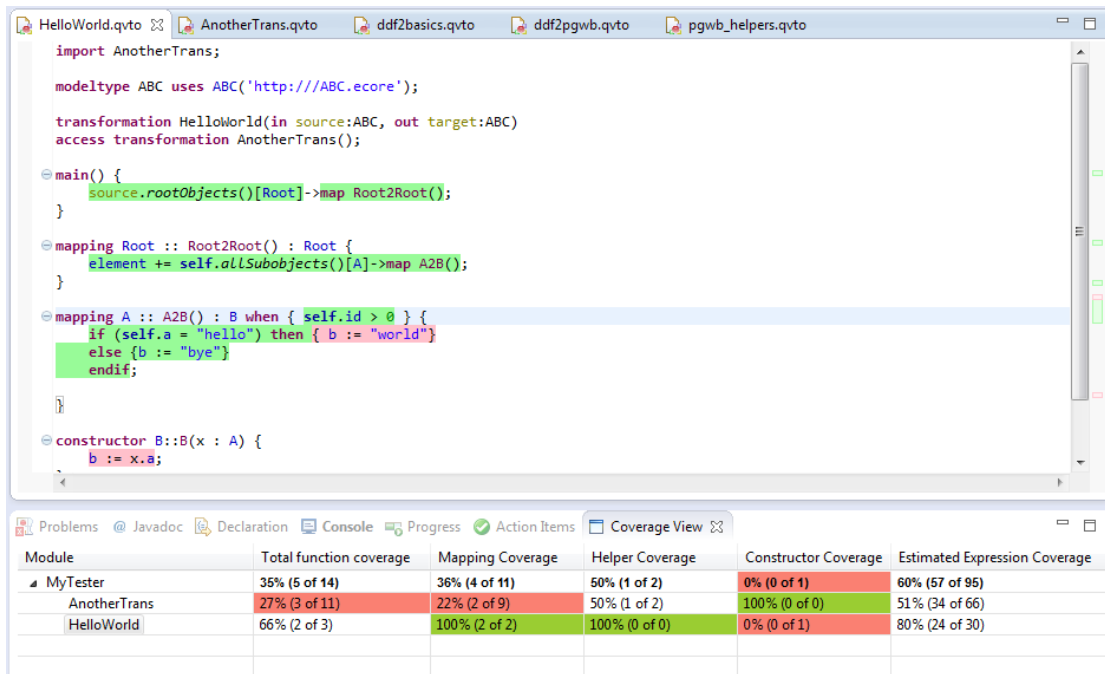 HelloWorld.qvto AnotherTrans.qvto ddf2basics.qvto ddf2pgwb.qvto pgwb_helpers.qvto
import AnotherTrans;
modeltype ABC uses ABC('http:///ABC.ecore');
transformation HelloWorld(in source:ABC, out target:ABC)
access transformation AnotherTrans();
main() {
source.rootObjects()[Root]->map Root2Root();
}
mapping Root :: Root2Root() : Root {
element += self.allSubobjects()[A]->map A2B();
}
mapping A :: A2B() : B when { self.id > 0 } {
if (self.a = "hello") then { b := "world"}
else {b := "bye"}
endif;
}
constructor B::B(x : A) {
b := x.a;
Problems @ Javadoc Declaration Console Progress Action Items Coverage View
Module Total function coverage Mapping Coverage Helper Coverage Constructor Coverage Estimated Expression Coverage
MyTester 35% (5 of 14) 36% (4 of 11) 50% (1 of 2) 0% (0 of 1) 60% (57 of 95)
AnotherTrans 27% (3 of 11) 22% (2 of 9) 50% (1 of 2) 100% (0 of 0) 51% (34 of 66)
HelloWorld 66% (2 of 3) 100% (2 of 2) 100% (0 of 0) 0% (0 of 1) 80% (24 of 30)